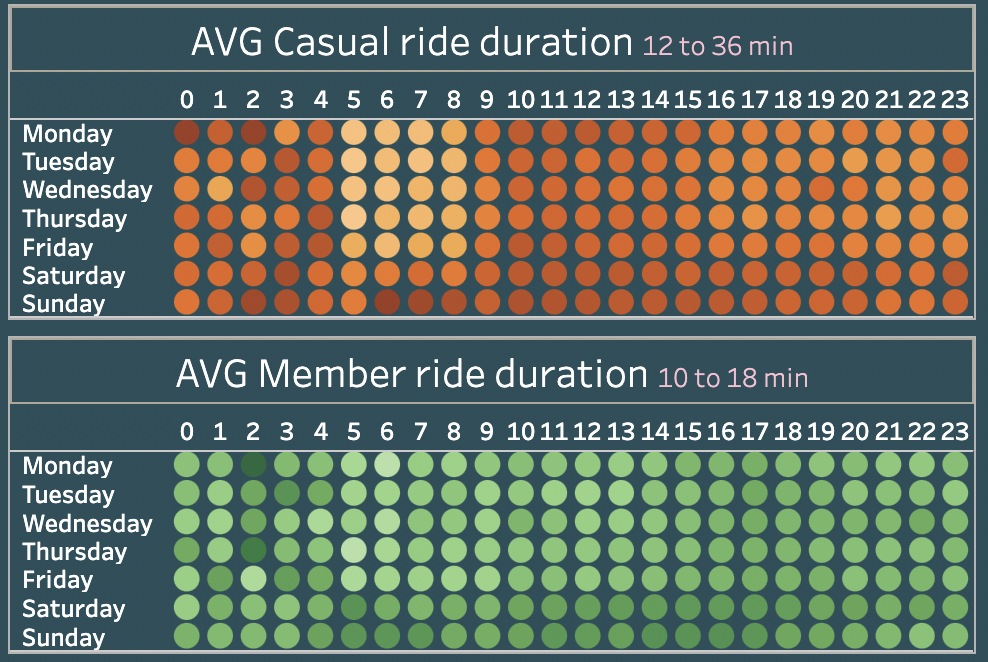 AVG Casual ride duration 12 to 36 min
0 1 2 3 4 5 6 7 8 9 10 11 12 13 14 15 16 17 18 19 20 21 22 23
Monday
Tuesday
Wednesday
Thursday
Friday
Saturday
Sunday
AVG Member ride duration 10 to 18 min
0 1 2 3 4 5 6 7 8 9 10 11 12 13 14 15 16 17 18 19 20 21 22 23
Monday
Tuesday
Wednesday
Thursday
Friday
Saturday
Sunday